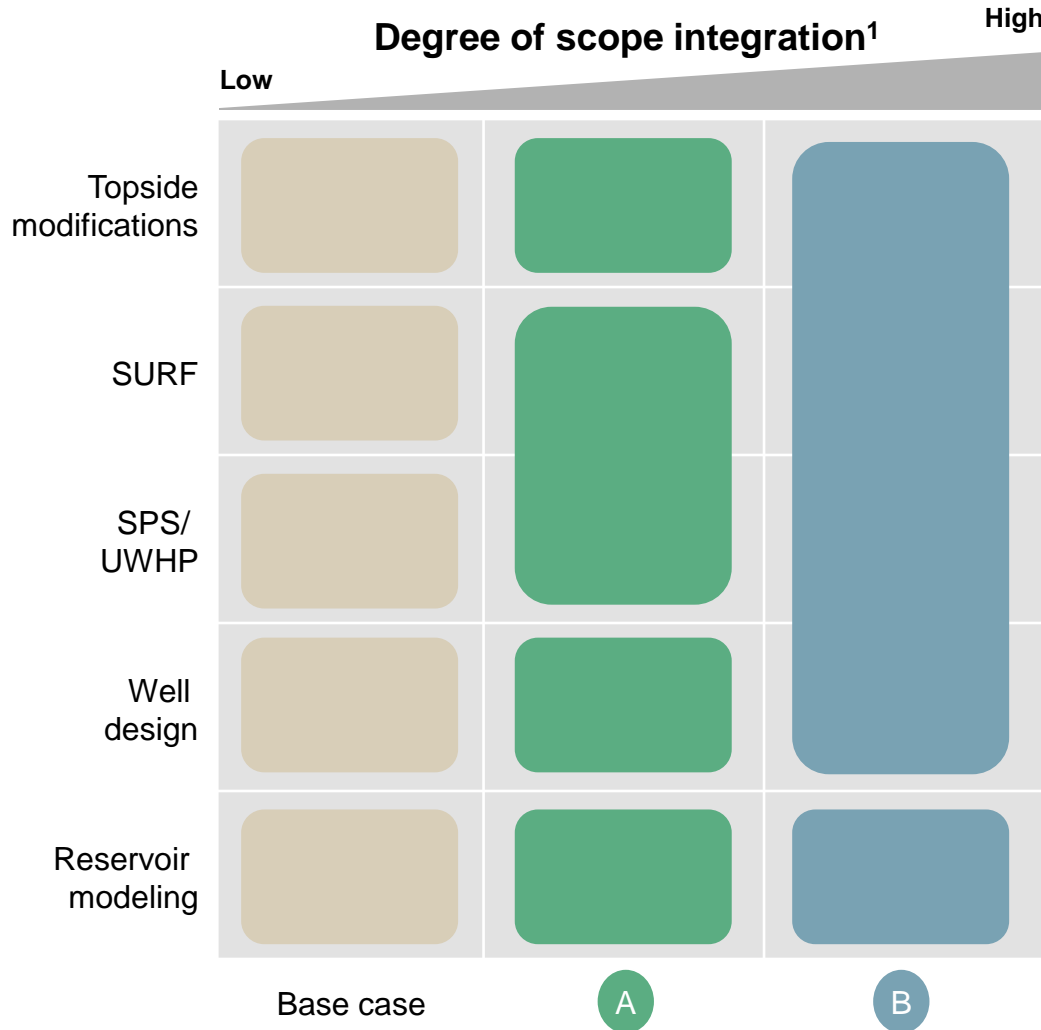 High
Degree of scope integration¹
Low
Topside
modifications
SURF
SPS/
UWHP
Well
design
Reservoir
modeling
Base case
A
B